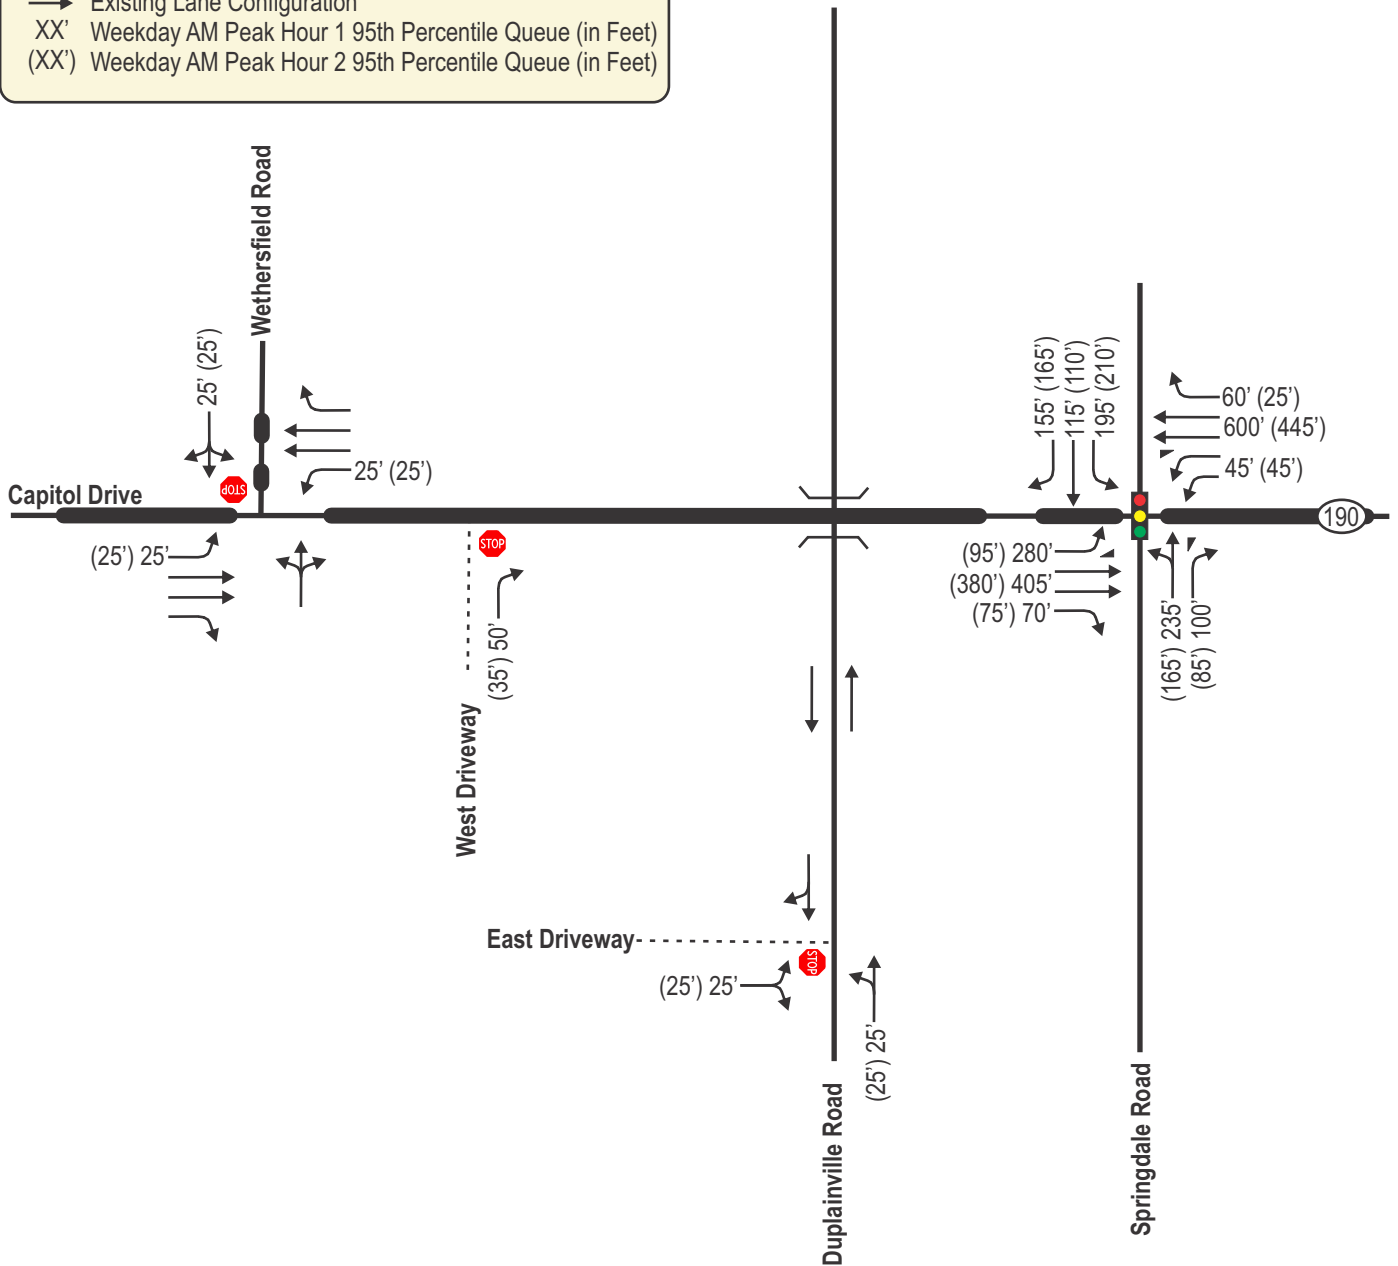 Existing Lane Configuration
XX' Weekday AM Peak Hour 1 95th Percentile Queue (in Feet)
(XX') Weekday AM Peak Hour 2 95th Percentile Queue (in Feet)
Wethersfield Road
25' (25')
25' (25')
STOP
Capitol Drive
(25') 25'
STOP
(35') 50'
West Driveway
155' (165')
115' (110')
195' (210')
60' (25')
600' (445')
45' (45')
190
(95') 280'
(380') 405'
(75') 70'
(165') 235'
(85') 100'
East Driveway
STOP
(25') 25'
(25') 25'
Duplainville Road
Springdale Road